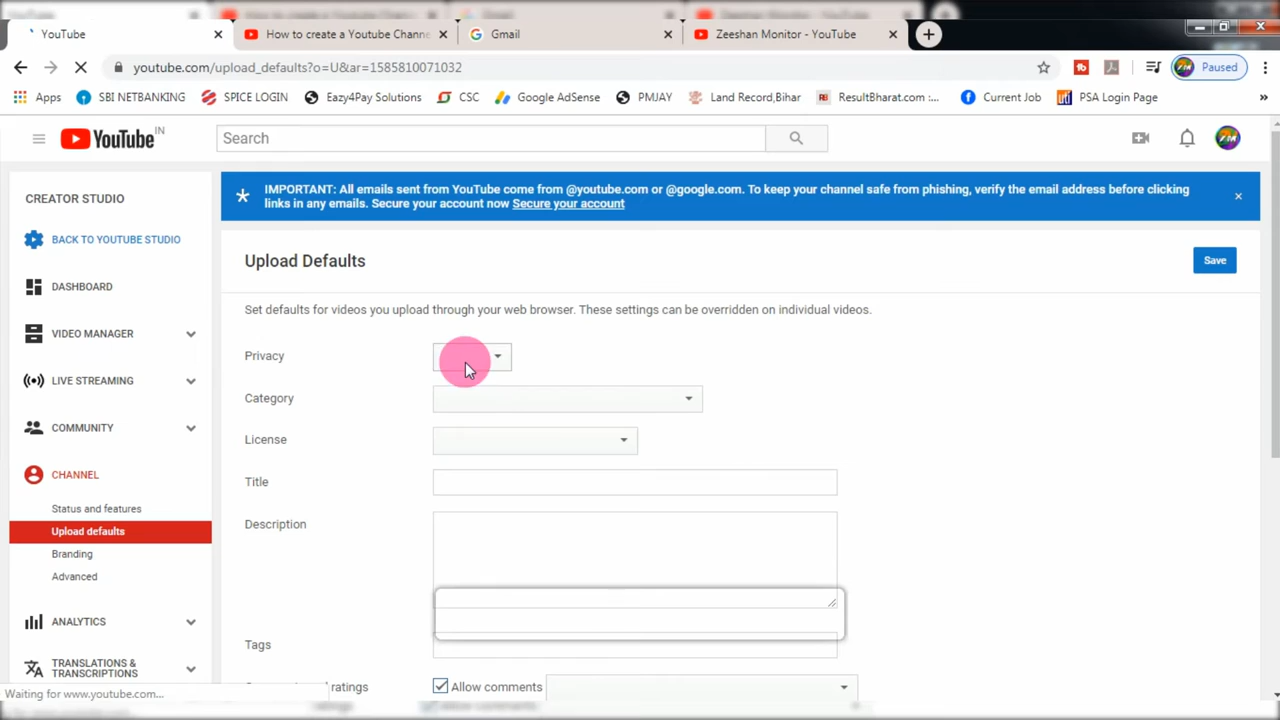 YouTube
How to create a Youtube Channe
Gmail
Zeeshan Monitor - YouTube
youtube.com/upload_defaults?o=U&ar=1585810071032
Paused
Apps
SBI NETBANKING
SPICE LOGIN
Eazy4Pay Solutions
CSC
Google AdSense
PMJAY
Land Record,Bihar
ResultBharat.com :...
Current Job
PSA Login Page
»
YouTube IN
Search
CREATOR STUDIO
BACK TO YOUTUBE STUDIO
DASHBOARD
VIDEO MANAGER
LIVE STREAMING
COMMUNITY
CHANNEL
Status and features
Upload defaults
Branding
Advanced
ANALYTICS
TRANSLATIONS &
TRANSCRIPTIONS
Waiting for www.youtube.com...
IMPORTANT: All emails sent from YouTube come from @youtube.com or @google.com. To keep your channel safe from phishing, verify the email address before clicking
links in any emails. Secure your account now Secure your account
Upload Defaults
Save
Set defaults for videos you upload through your web browser. These settings can be overridden on individual videos.
Privacy
Category
License
Title
Description
Tags
ratings
Allow comments